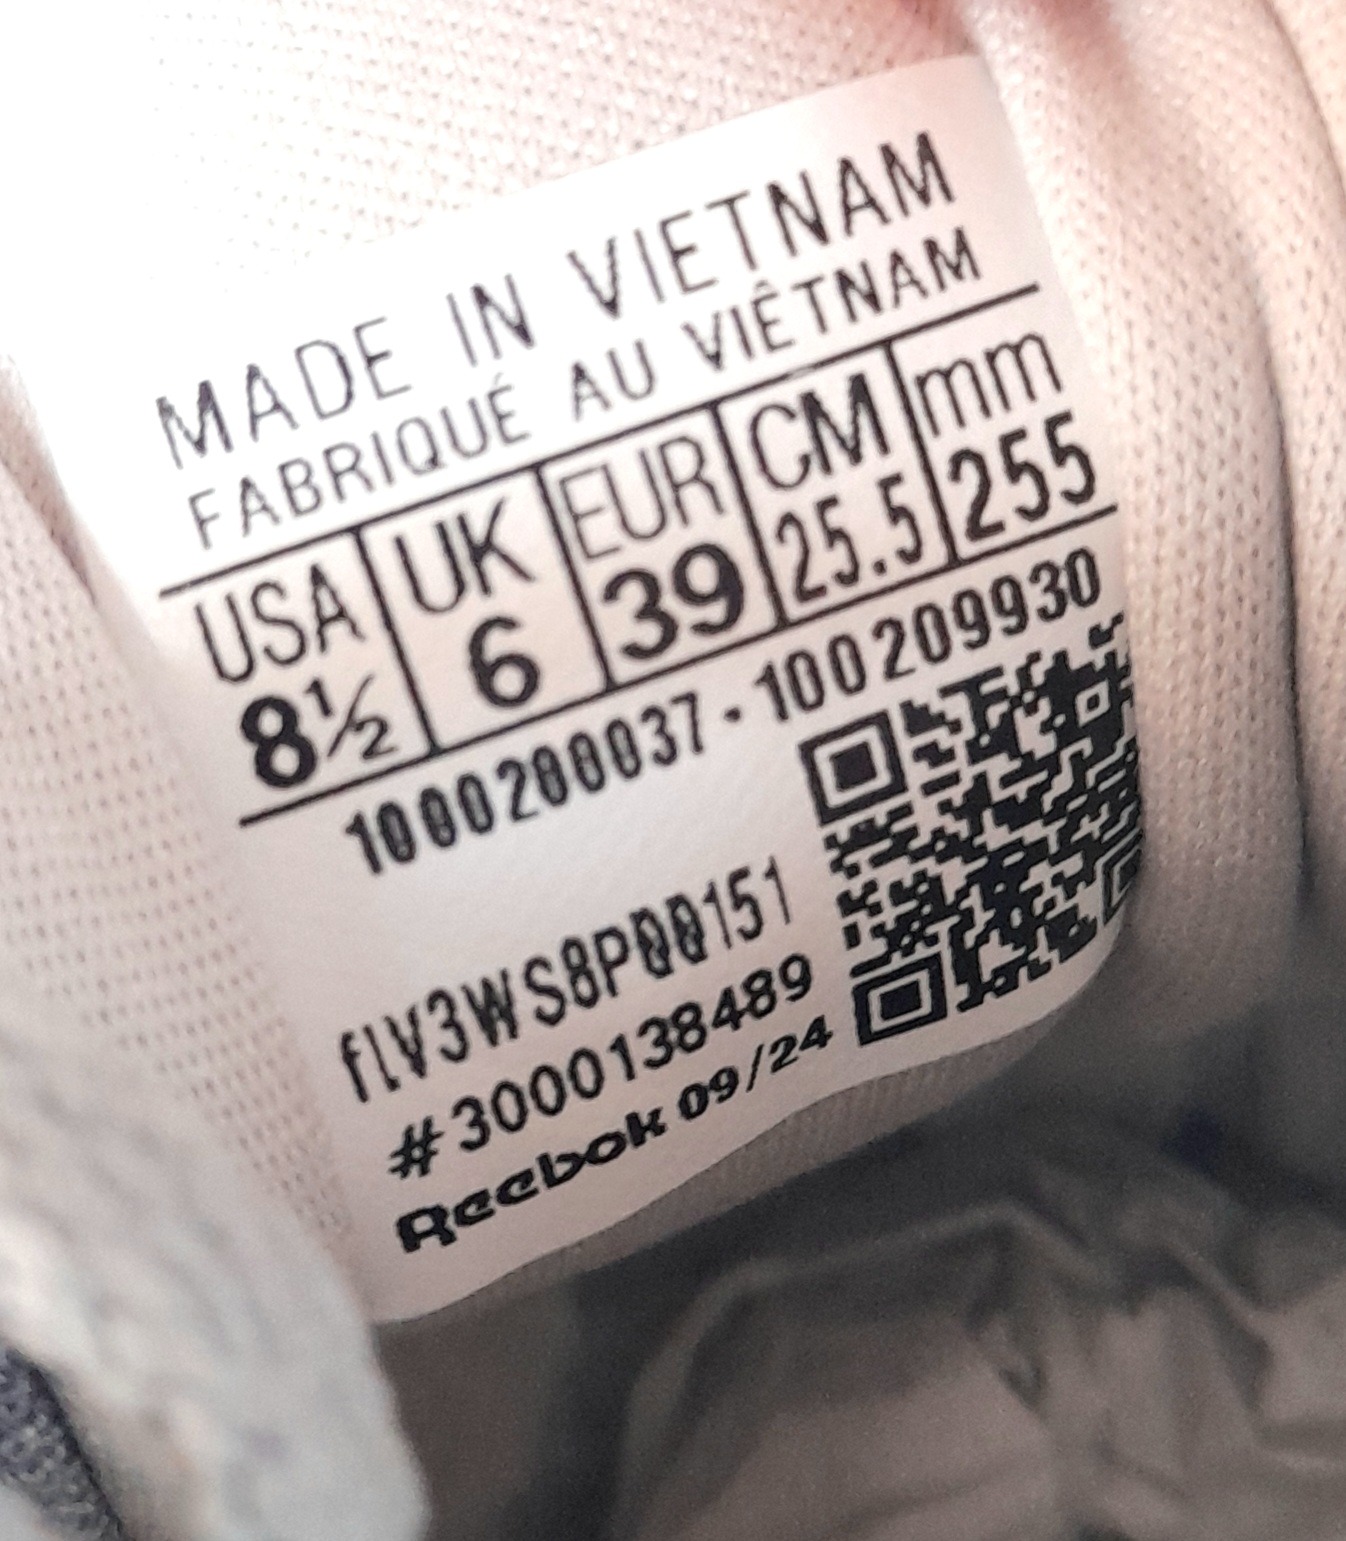 MADE IN VIETNAM
FABRIQUÉ AU VIÊTNAM
USA UK EUR CM mm
8½ 6 39 25.5 255
1000200037-100209930
flV3WS8P00151
#3000138489
Reebok 09/24